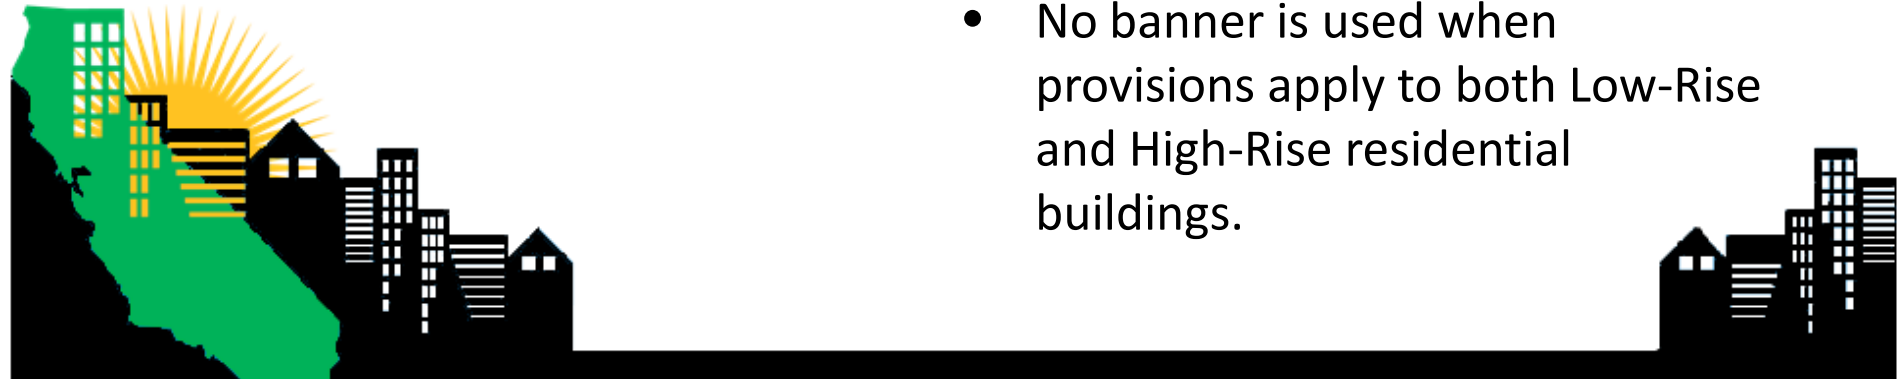 • No banner is used when
provisions apply to both Low-Rise
and High-Rise residential
buildings.